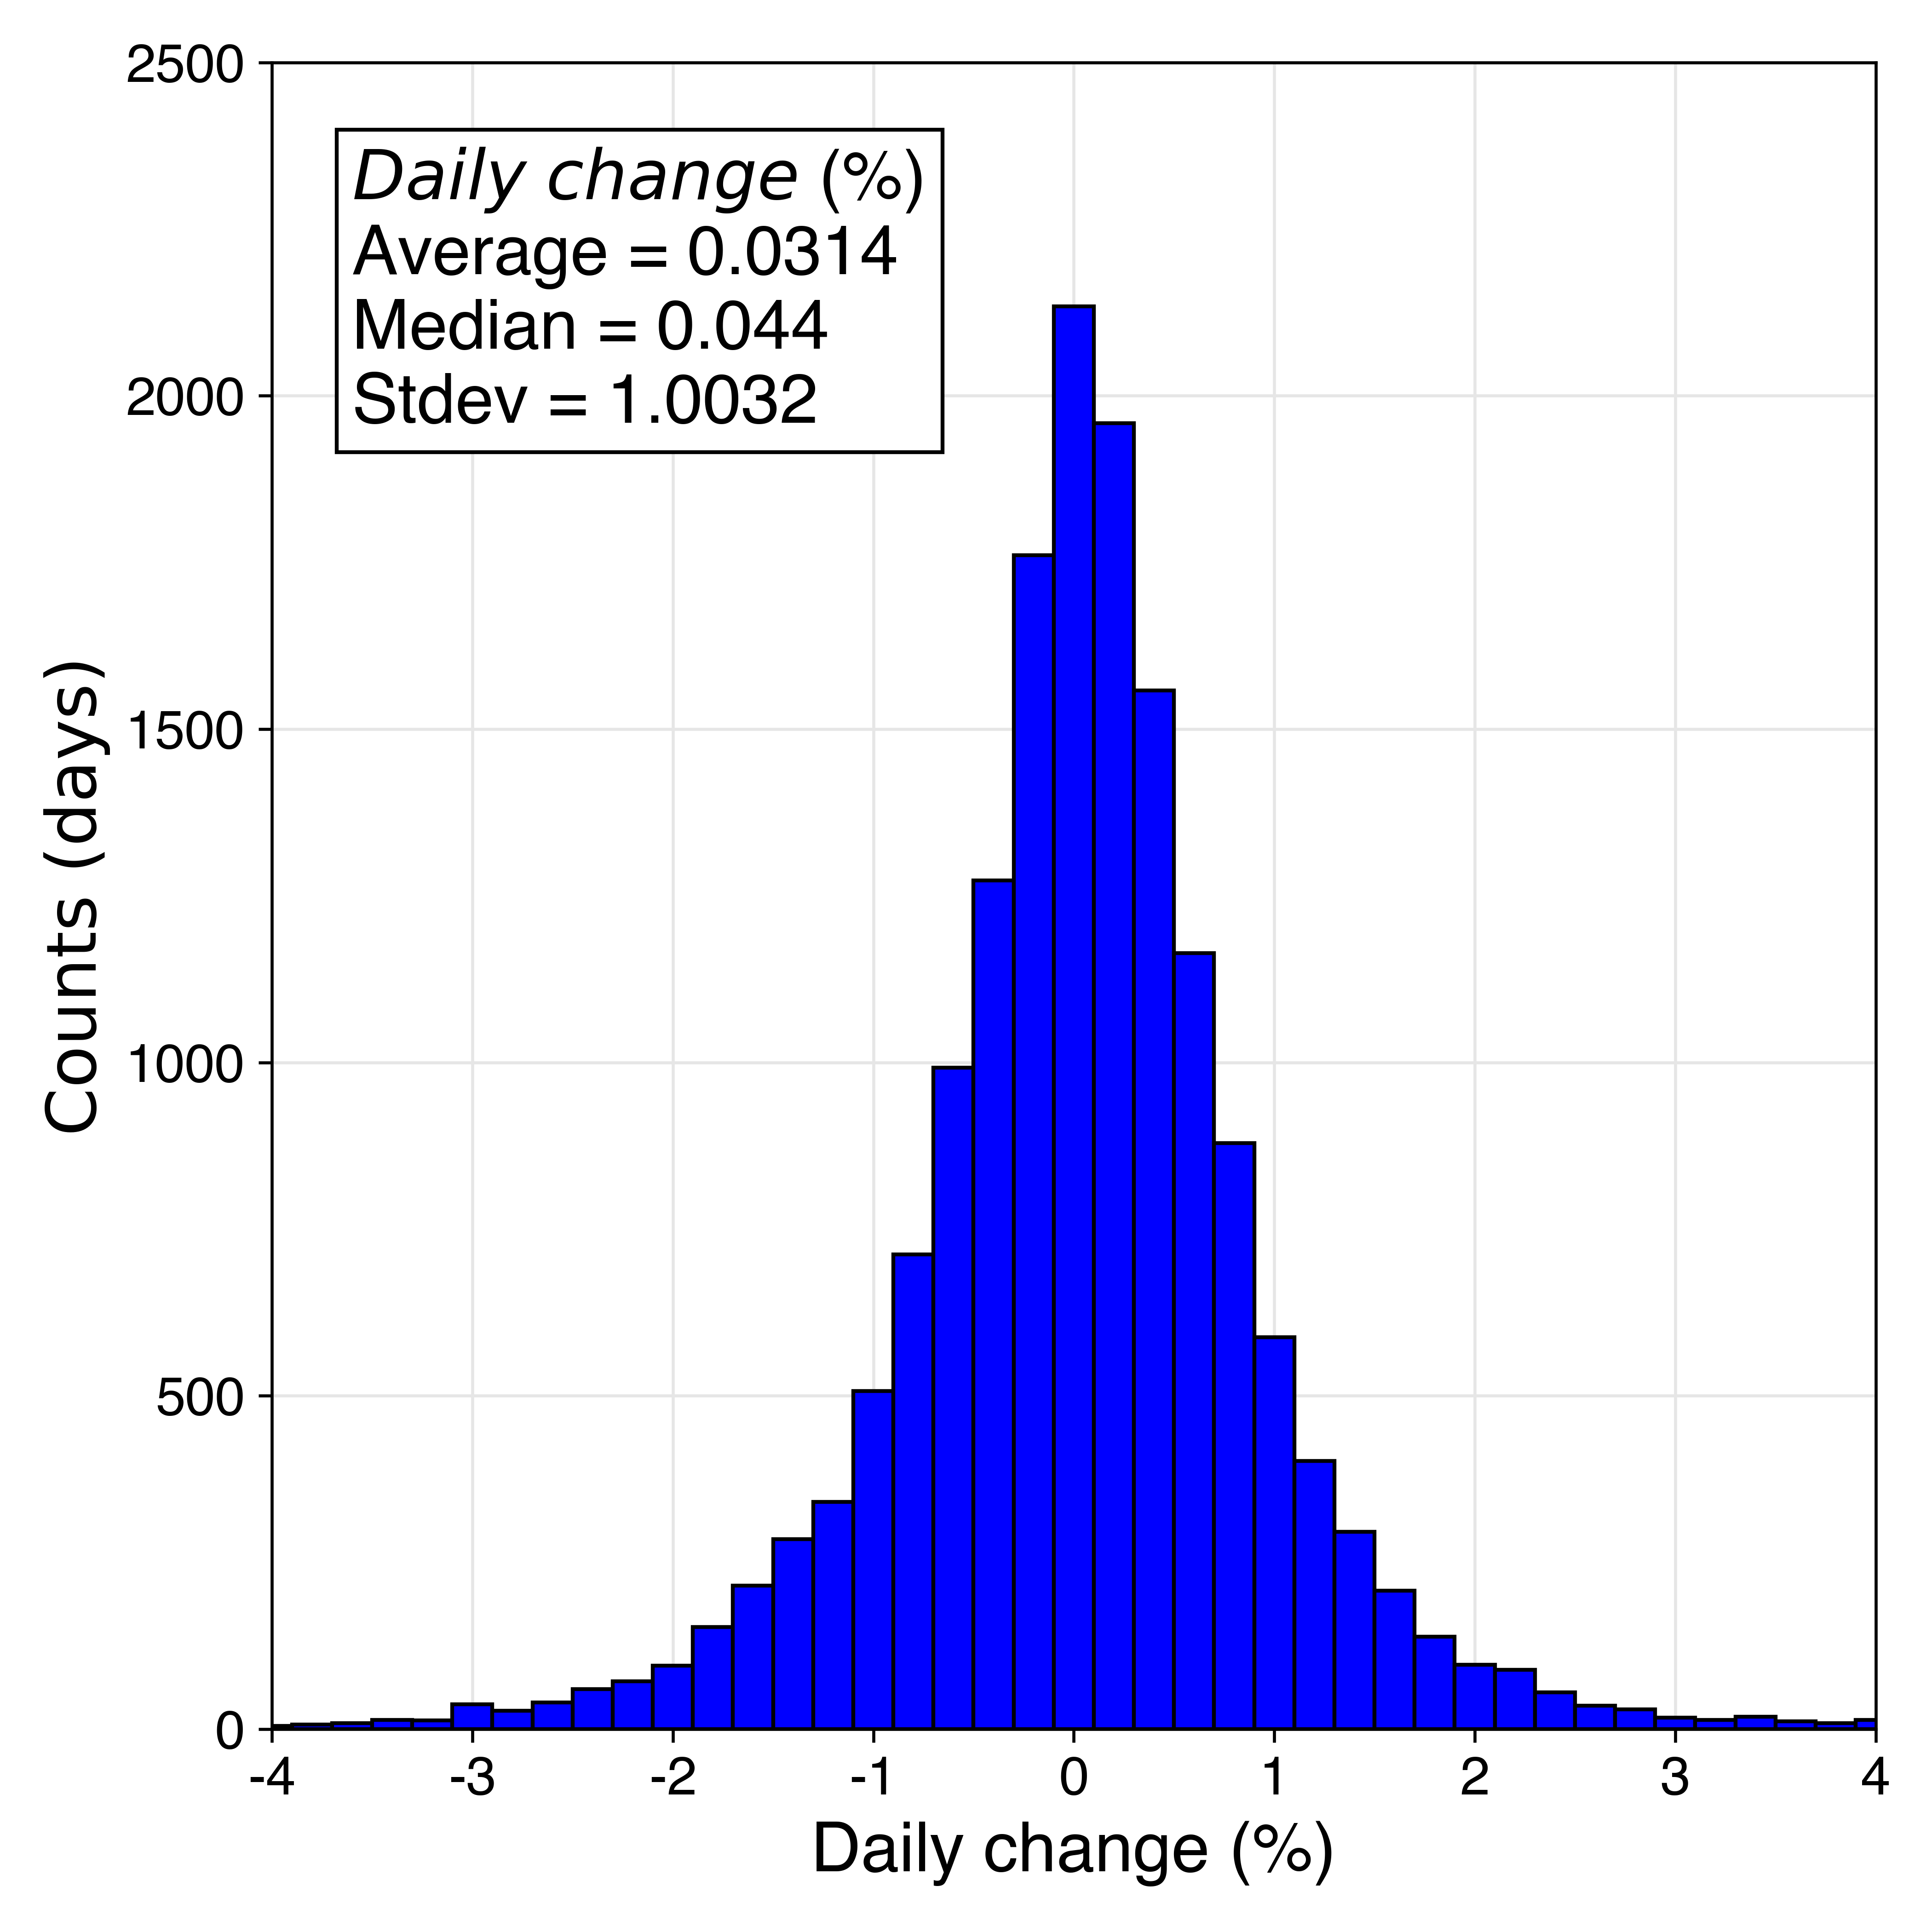 2500
2000
1500
1000
500
0
Counts (days)
Daily change (%)
Average = 0.0314
Median = 0.044
Stdev = 1.0032
-4 -3 -2 -1 0 1 2 3 4
Daily change (%)